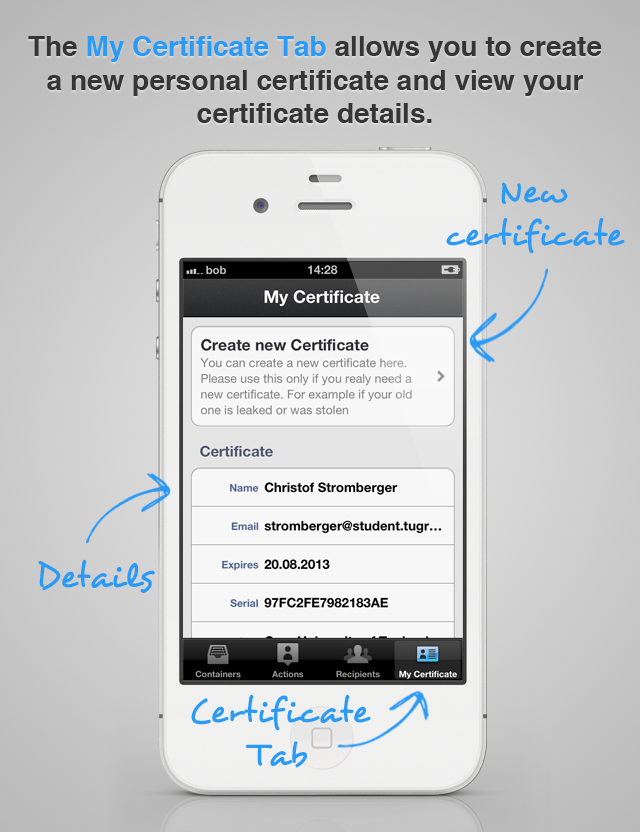 The My Certificate Tab allows you to create
a new personal certificate and view your
certificate details.
New
certificate
bob 14:28
My Certificate
Create new Certificate
You can create a new certificate here.
Please use this only if you realy need a
new certificate. For example if your old
one is leaked or was stolen
Certificate
Name Christof Stromberger
Email stromberger@student.tugr...
Expires 20.08.2013
Serial 97FC2FE7982183AE
Details
Containers Actions Recipients My Certificate
Certificate
Tab